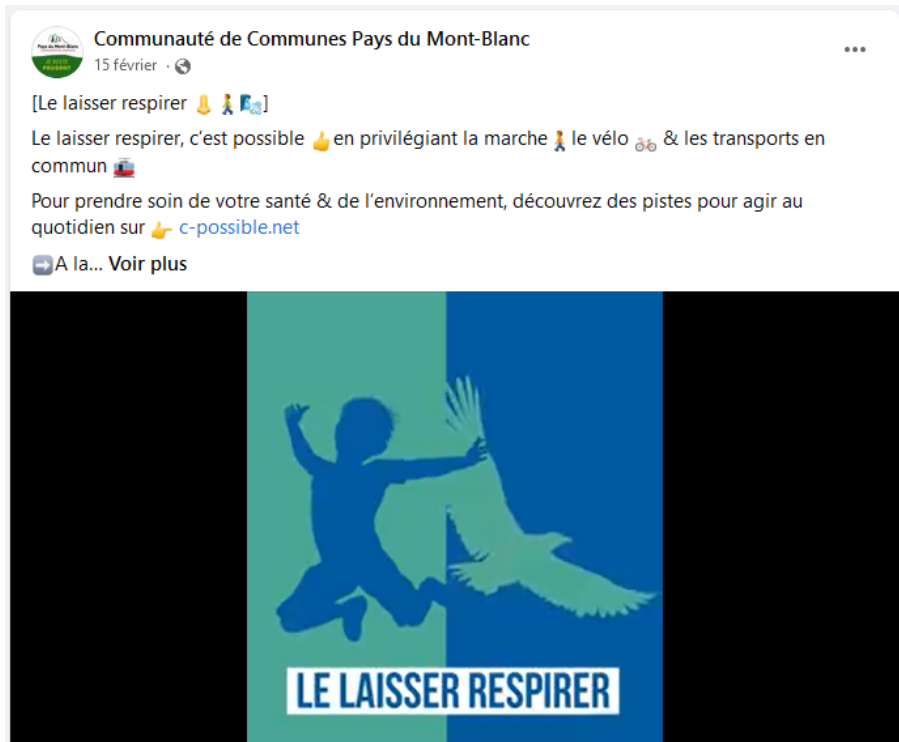 Communauté de Communes Pays du Mont-Blanc
15 février ·
[Le laisser respirer 👃🚶🌬️]
Le laisser respirer, c'est possible 👍 en privilégiant la marche 🚶 le vélo 🚲 & les transports en
commun 🚋
Pour prendre soin de votre santé & de l'environnement, découvrez des pistes pour agir au
quotidien sur 👉 c-possible.net
➡️A la... Voir plus
LE LAISSER RESPIRER